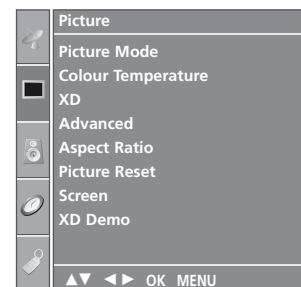 Picture
Picture Mode
Colour Temperature
XD
Advanced
Aspect Ratio
Picture Reset
Screen
XD Demo
▲▼ ◄► OK MENU